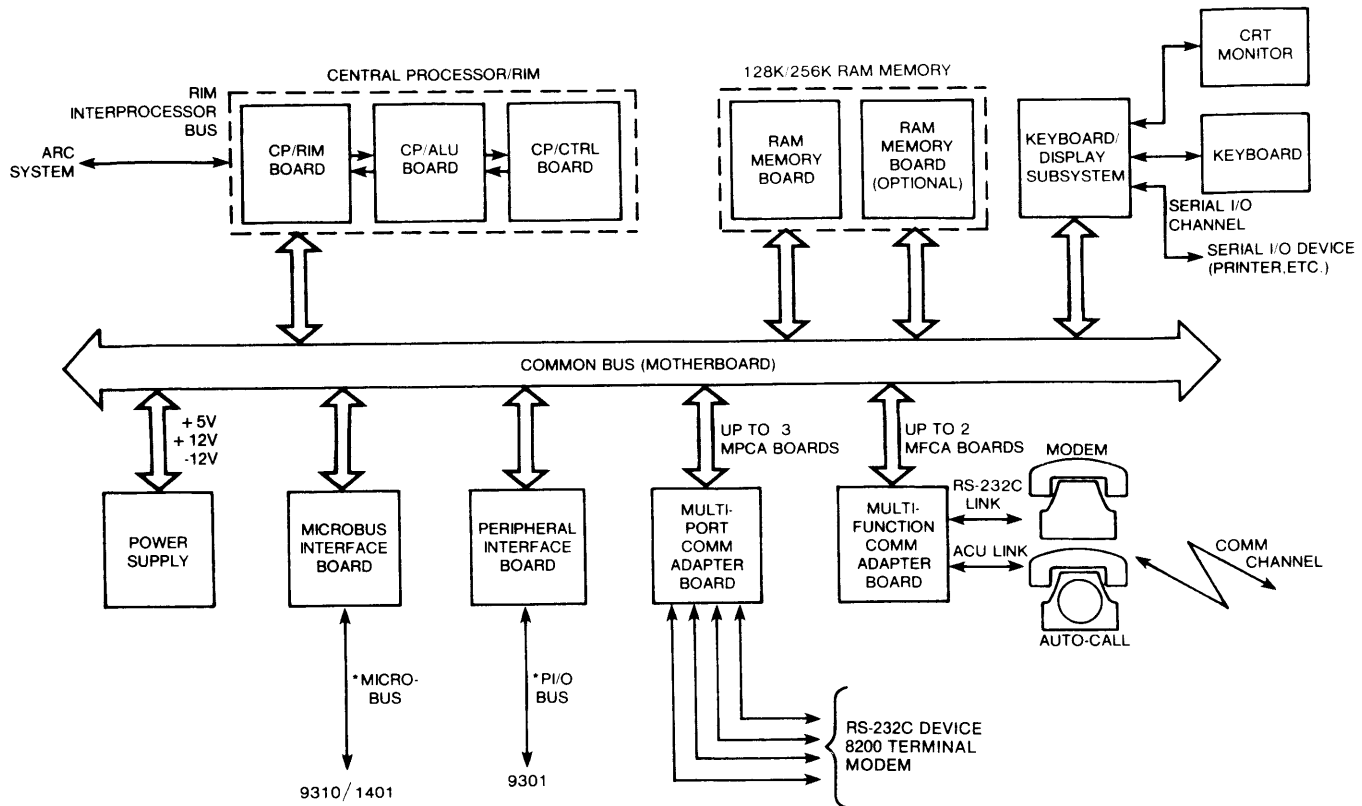 CENTRAL PROCESSOR/RIM
RIM
INTERPROCESSOR
BUS
ARC
SYSTEM
CP/RIM
BOARD
CP/ALU
BOARD
CP/CTRL
BOARD
128K/256K RAM MEMORY
RAM
MEMORY
BOARD
RAM
MEMORY
BOARD
(OPTIONAL)
KEYBOARD/
DISPLAY
SUBSYSTEM
CRT
MONITOR
KEYBOARD
SERIAL I/O
CHANNEL
SERIAL I/O DEVICE
(PRINTER,ETC.)
COMMON BUS (MOTHERBOARD)
+ 5V
+ 12V
-12V
POWER
SUPPLY
MICROBUS
INTERFACE
BOARD
*MICRO-
BUS
9310/1401
PERIPHERAL
INTERFACE
BOARD
*PI/O
BUS
9301
UP TO 3
MPCA BOARDS
MULTI-
PORT
COMM
ADAPTER
BOARD
RS-232C DEVICE
8200 TERMINAL
MODEM
UP TO 2
MFCA BOARDS
MULTI-
FUNCTION
COMM
ADAPTER
BOARD
RS-232C
LINK
ACU LINK
MODEM
AUTO-CALL
COMM
CHANNEL